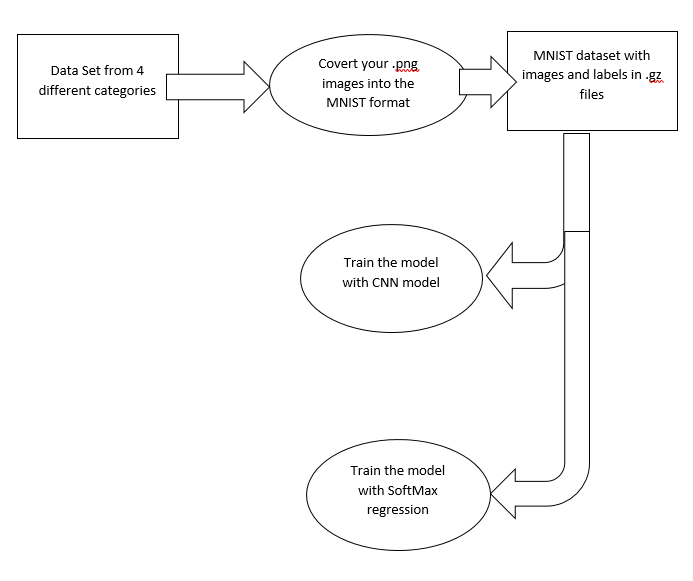 Data Set from 4
different categories
Covert your .png
images into the
MNIST format
MNIST dataset with
images and labels in .gz
files
Train the model
with CNN model
Train the model
with SoftMax
regression